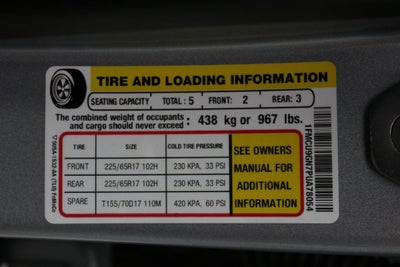 TIRE AND LOADING INFORMATION
SEATING CAPACITY TOTAL: 5 FRONT: 2 REAR: 3
The combined weight of occupants and cargo should never exceed : 438 kg or 967 lbs.
TIRE SIZE COLD TIRE PRESSURE
FRONT 225/65R17 102H 230 KPA, 33 PSI
REAR 225/65R17 102H 230 KPA, 33 PSI
SPARE T155/70D17 110M 420 KPA, 60 PSI
SEE OWNERS
MANUAL FOR
ADDITIONAL
INFORMATION
1FMCU9GN7PUA78054